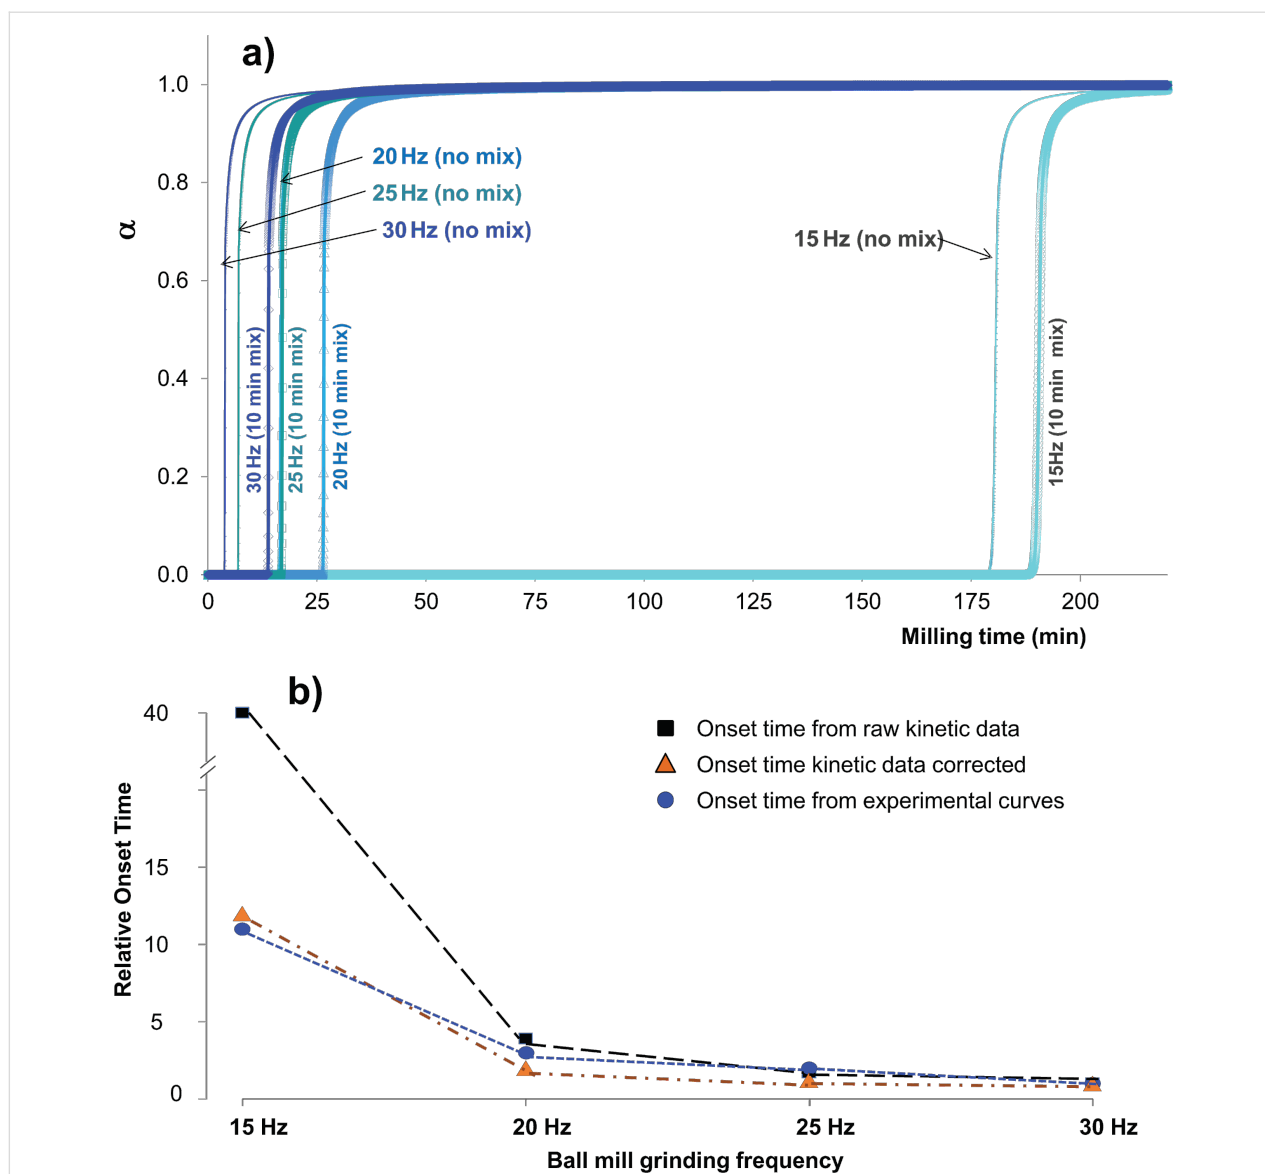 a)
1.0
0.8
0.6
0.4
0.2
0.0
α
20 Hz (no mix)
25 Hz (no mix)
30 Hz (no mix)
15 Hz (no mix)
30 Hz (10 min mix)
25 Hz (10 min mix)
20 Hz (10 min mix)
15Hz (10 min mix)
0 25 50 75 100 125 150 175 200
Milling time (min)
b)
40
15
10
5
0
Relative Onset Time
Onset time from raw kinetic data
Onset time kinetic data corrected
Onset time from experimental curves
15 Hz 20 Hz 25 Hz 30 Hz
Ball mill grinding frequency